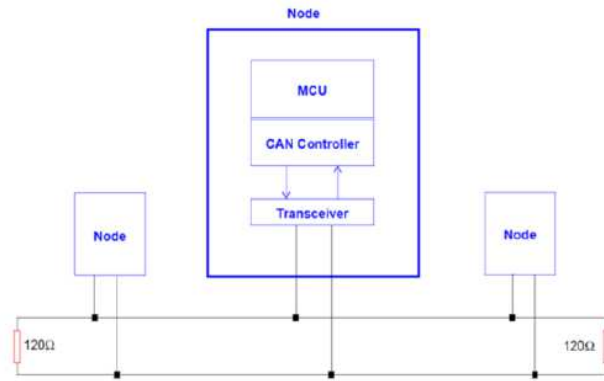 Node
MCU
CAN Controller
Transceiver
Node
Node
120Ω
120Ω